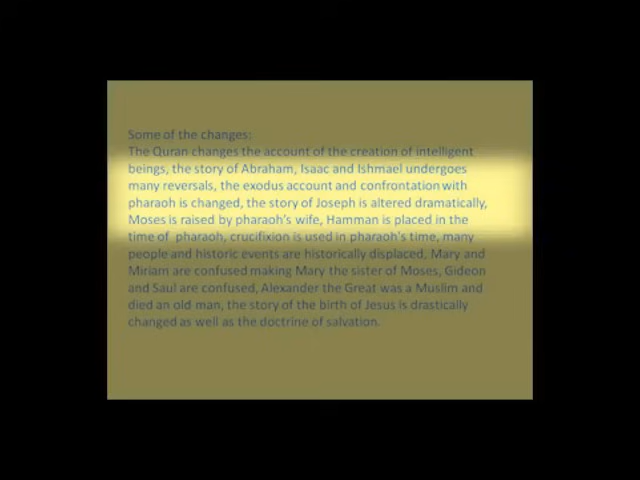 Some of the changes:
The Quran changes the account of the creation of intelligent
beings, the story of Abraham, Isaac and Ishmael undergoes
many reversals, the exodus account and confrontation with
pharaoh is changed, the story of Joseph is altered dramatically,
Moses is raised by pharaoh's wife, Hamman is placed in the
time of pharaoh, crucifixion is used in pharaoh's time, many
people and historic events are historically displaced, Mary and
Miriam are confused making Mary the sister of Moses, Gideon
and Saul are confused, Alexander the Great was a Muslim and
died an old man, the story of the birth of Jesus is drastically
changed as well as the doctrine of salvation.